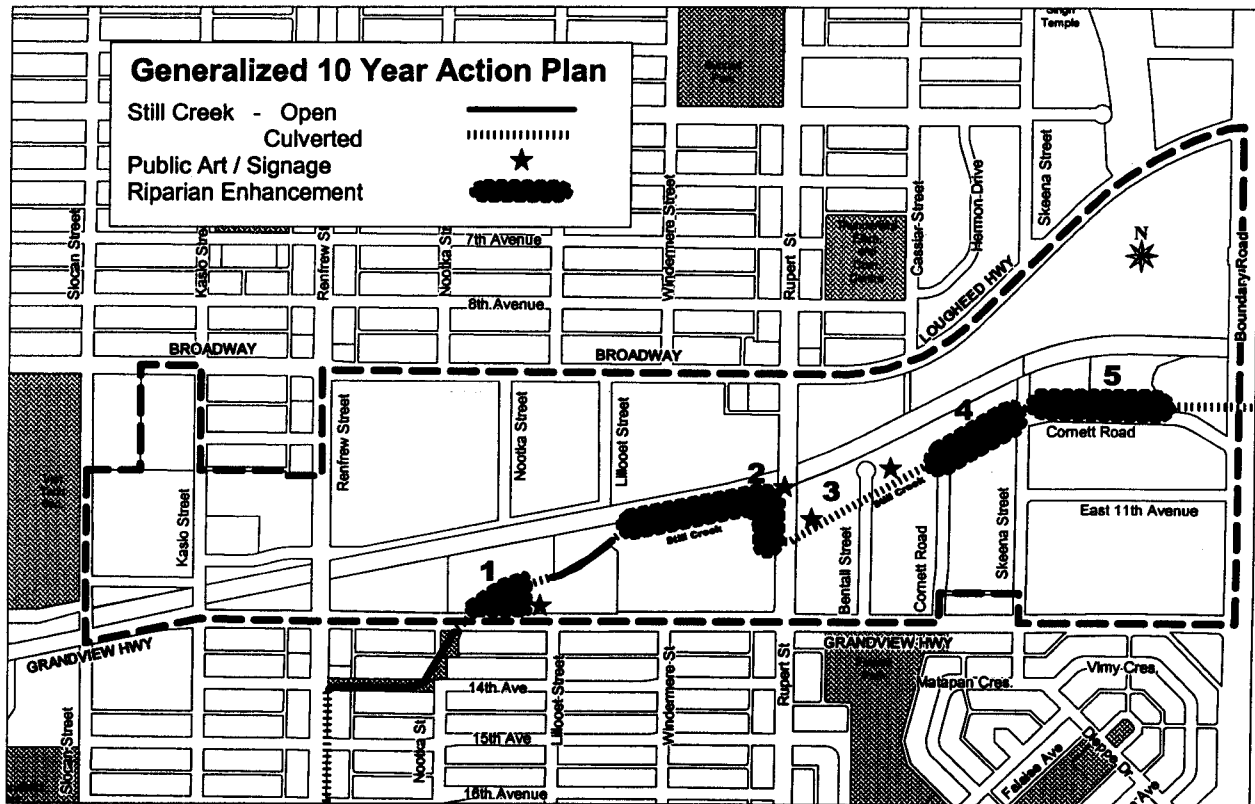 Singh
Temple
Generalized 10 Year Action Plan
Still Creek - Open
Culverted
Public Art / Signage
Riparian Enhancement
Slocan Street
Kaslo Street
Renfrew St
Nootka St
Windermere Street
Rupert St
Cassiar Street
Hermon Drive
Skeena Street
7th Avenue
8th Avenue
N
LOUGHEED HWY
Boundary Road
BROADWAY
BROADWAY
Kaslo Street
Renfrew Street
Nootka Street
Lillooet Street
5
4
Cornett Road
2
3
Still Creek
Still Creek
East 11th Avenue
1
Bentall Street
Cornett Road
Skeena Street
GRANDVIEW HWY
GRANDVIEW HWY
Slocan Street
Nootka St
Lillooet Street
Windermere St
Rupert St
14th Ave
15th Ave
16th Avenue
Matapan Cres.
Vimy Cres.
Dieppe Dr
Falaise Ave
Ave